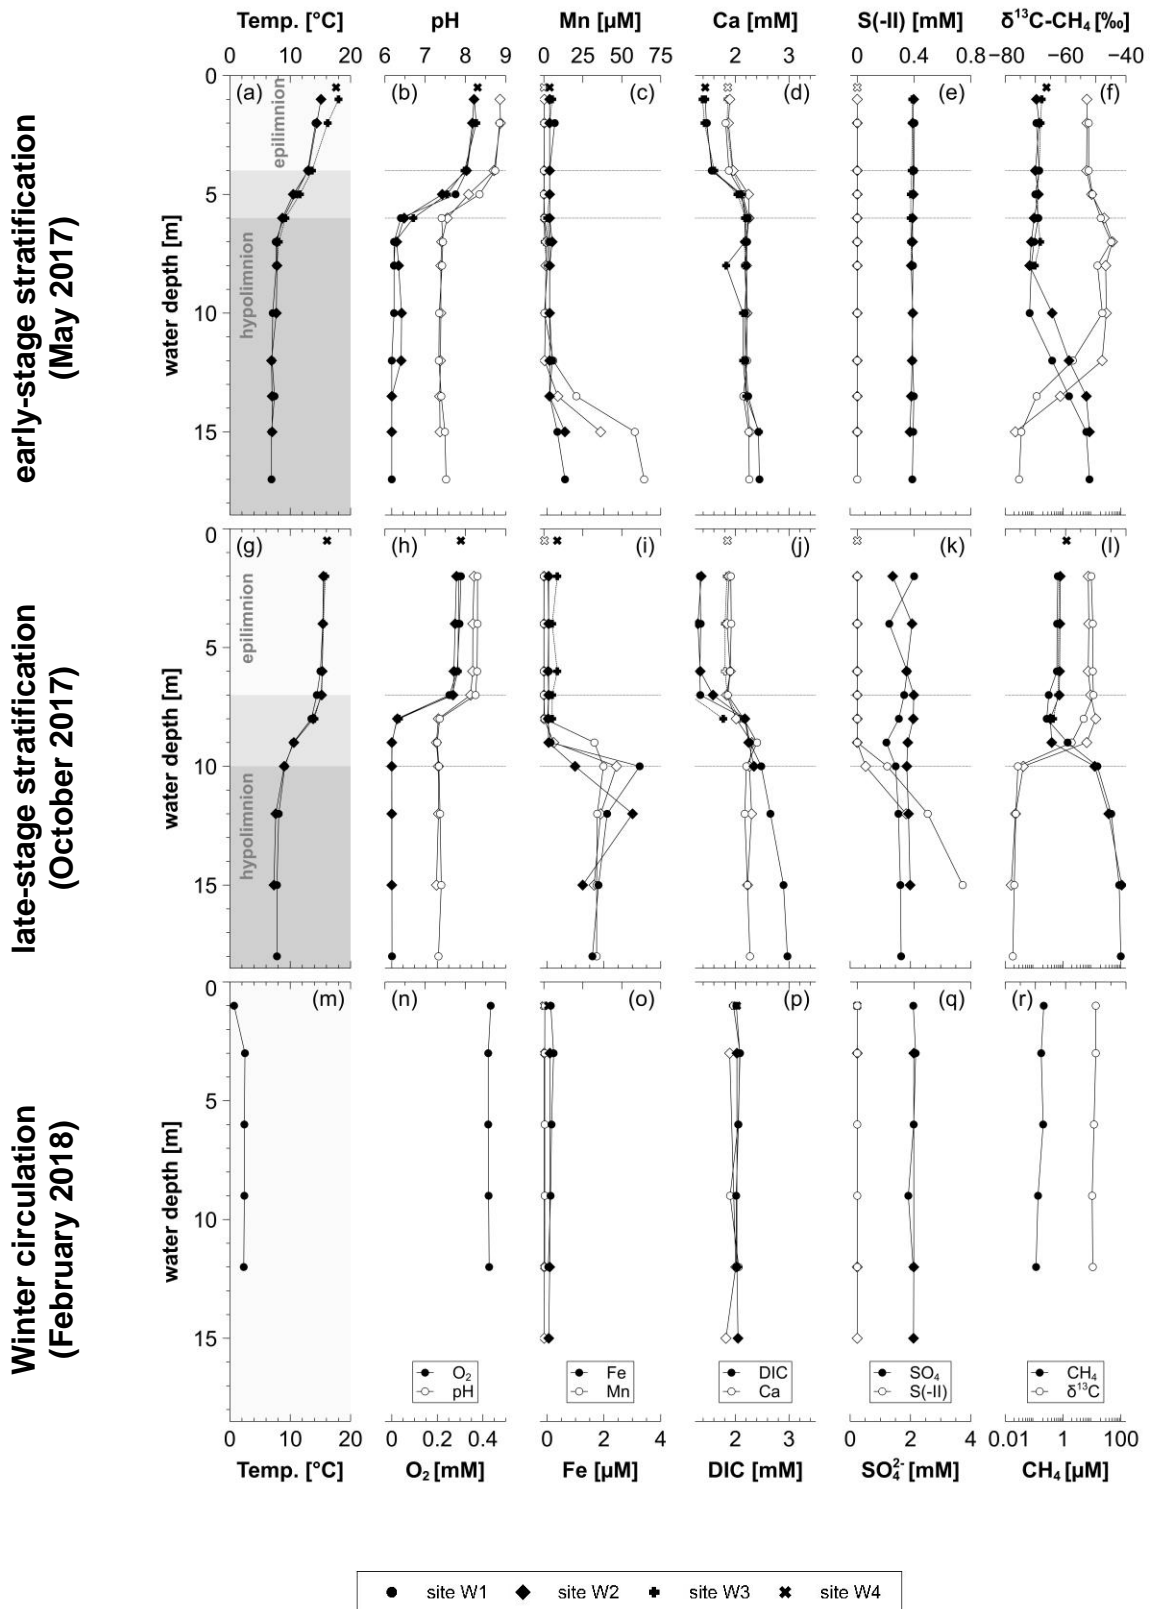 Temp. [°C] pH Mn [µM] Ca [mM] S(-II) [mM] δ¹³C-CH₄ [‰]
0 10 20 6 7 8 9 0 25 50 75 2 3 0 0.4 0.8 −80 −60 −40
early-stage stratification
(May 2017)
water depth [m]
0
5
10
15
(a) (b) (c) (d) (e) (f)
epilimnion
hypolimnion
late-stage stratification
(October 2017)
water depth [m]
0
5
10
15
(g) (h) (i) (j) (k) (l)
epilimnion
hypolimnion
Winter circulation
(February 2018)
water depth [m]
0
5
10
15
(m) (n) (o) (p) (q) (r)
O₂ Fe DIC SO₄ CH₄
pH Mn Ca S(-II) δ¹³C
0 10 20 0 0.2 0.4 0 2 4 2 3 0 2 4 0.01 1 100
Temp. [°C] O₂ [mM] Fe [µM] DIC [mM] SO₄²⁻ [mM] CH₄ [µM]
site W1 site W2 site W3 site W4